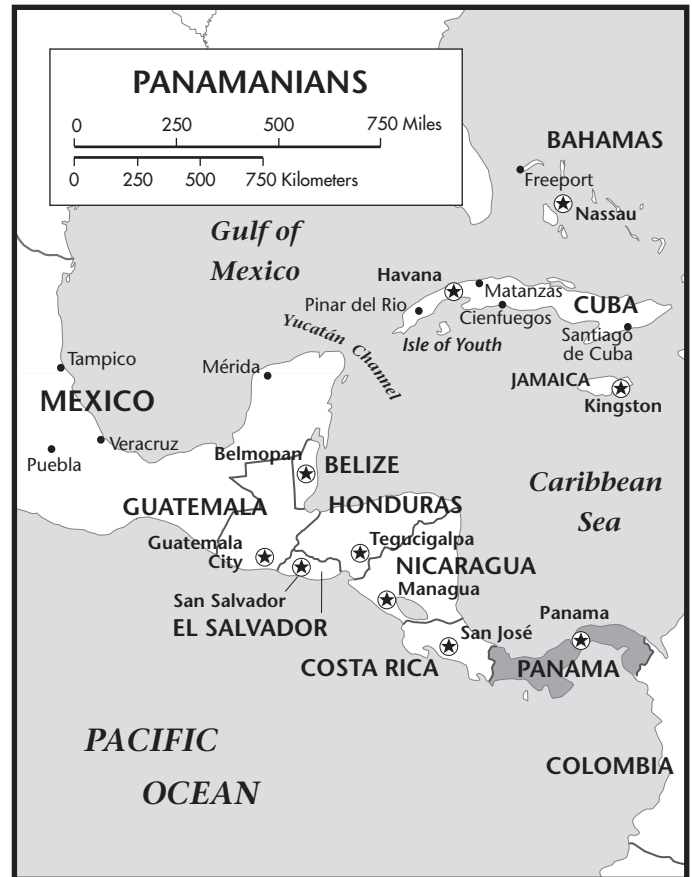 PANAMANIANS
0 250 500 750 Miles
0 250 500 750 Kilometers
BAHAMAS
Freeport
Nassau
Gulf of
Mexico
Havana
Matanzas
Pinar del Rio
Cienfuegos
CUBA
Isle of Youth
Santiago
de Cuba
Yucatán Channel
Tampico
Mérida
JAMAICA
Kingston
MEXICO
Veracruz
Puebla
Belmopan
BELIZE
Caribbean
Sea
GUATEMALA
HONDURAS
Guatemala
City
Tegucigalpa
NICARAGUA
Managua
San Salvador
EL SALVADOR
Panama
San José
COSTA RICA
PANAMA
PACIFIC
OCEAN
COLOMBIA